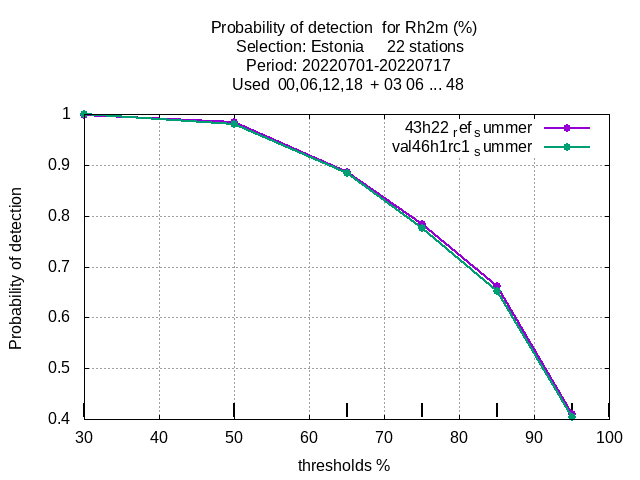 Probability of detection  for Rh2m (%)
Selection: Estonia     22 stations
Period: 20220701-20220717
Used  00,06,12,18  + 03 06 ... 48
43h22 ref summer
val46h1rc1 summer
1
0.9
0.8
0.7
0.6
0.5
0.4
Probability of detection
30 40 50 60 70 80 90 100
thresholds %